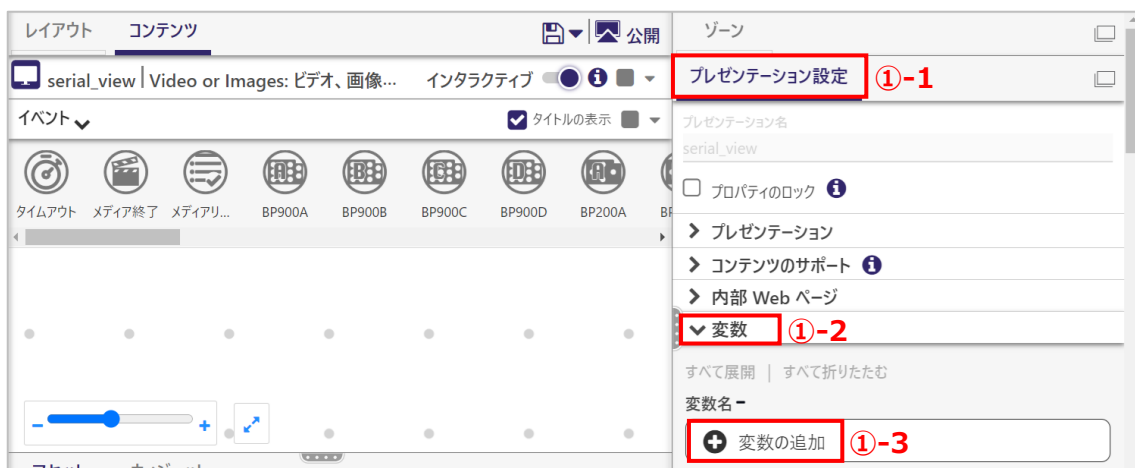 レイアウト コンテンツ 公開
serial_view Video or Images: ビデオ、画像… インタラクティブ
イベント タイトルの表示
タイムアウト メディア終了 メディアリ... BP900A BP900B BP900C BP900D BP200A
ゾーン
プレゼンテーション設定 ①-1
プレゼンテーション名
serial_view
プロパティのロック
プレゼンテーション
コンテンツのサポート
内部 Web ページ
変数 ①-2
すべて展開 | すべて折りたたむ
変数名
変数の追加 ①-3